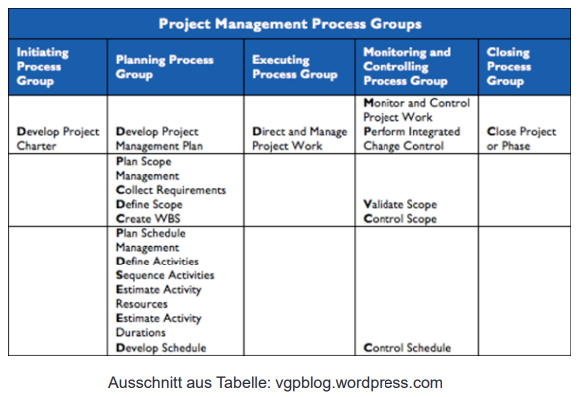 Project Management Process Groups
Initiating
Process
Group
Planning Process
Group
Executing
Process Group
Monitoring and
Controlling
Process Group
Closing
Process
Group
Develop Project
Charter
Develop Project
Management Plan
Direct and Manage
Project Work
Monitor and Control
Project Work
Perform Integrated
Change Control
Close Project
or Phase
Plan Scope
Management
Collect Requirements
Define Scope
Create WBS
Validate Scope
Control Scope
Plan Schedule
Management
Define Activities
Sequence Activities
Estimate Activity
Resources
Estimate Activity
Durations
Develop Schedule
Control Schedule
Ausschnitt aus Tabelle: vgpblog.wordpress.com